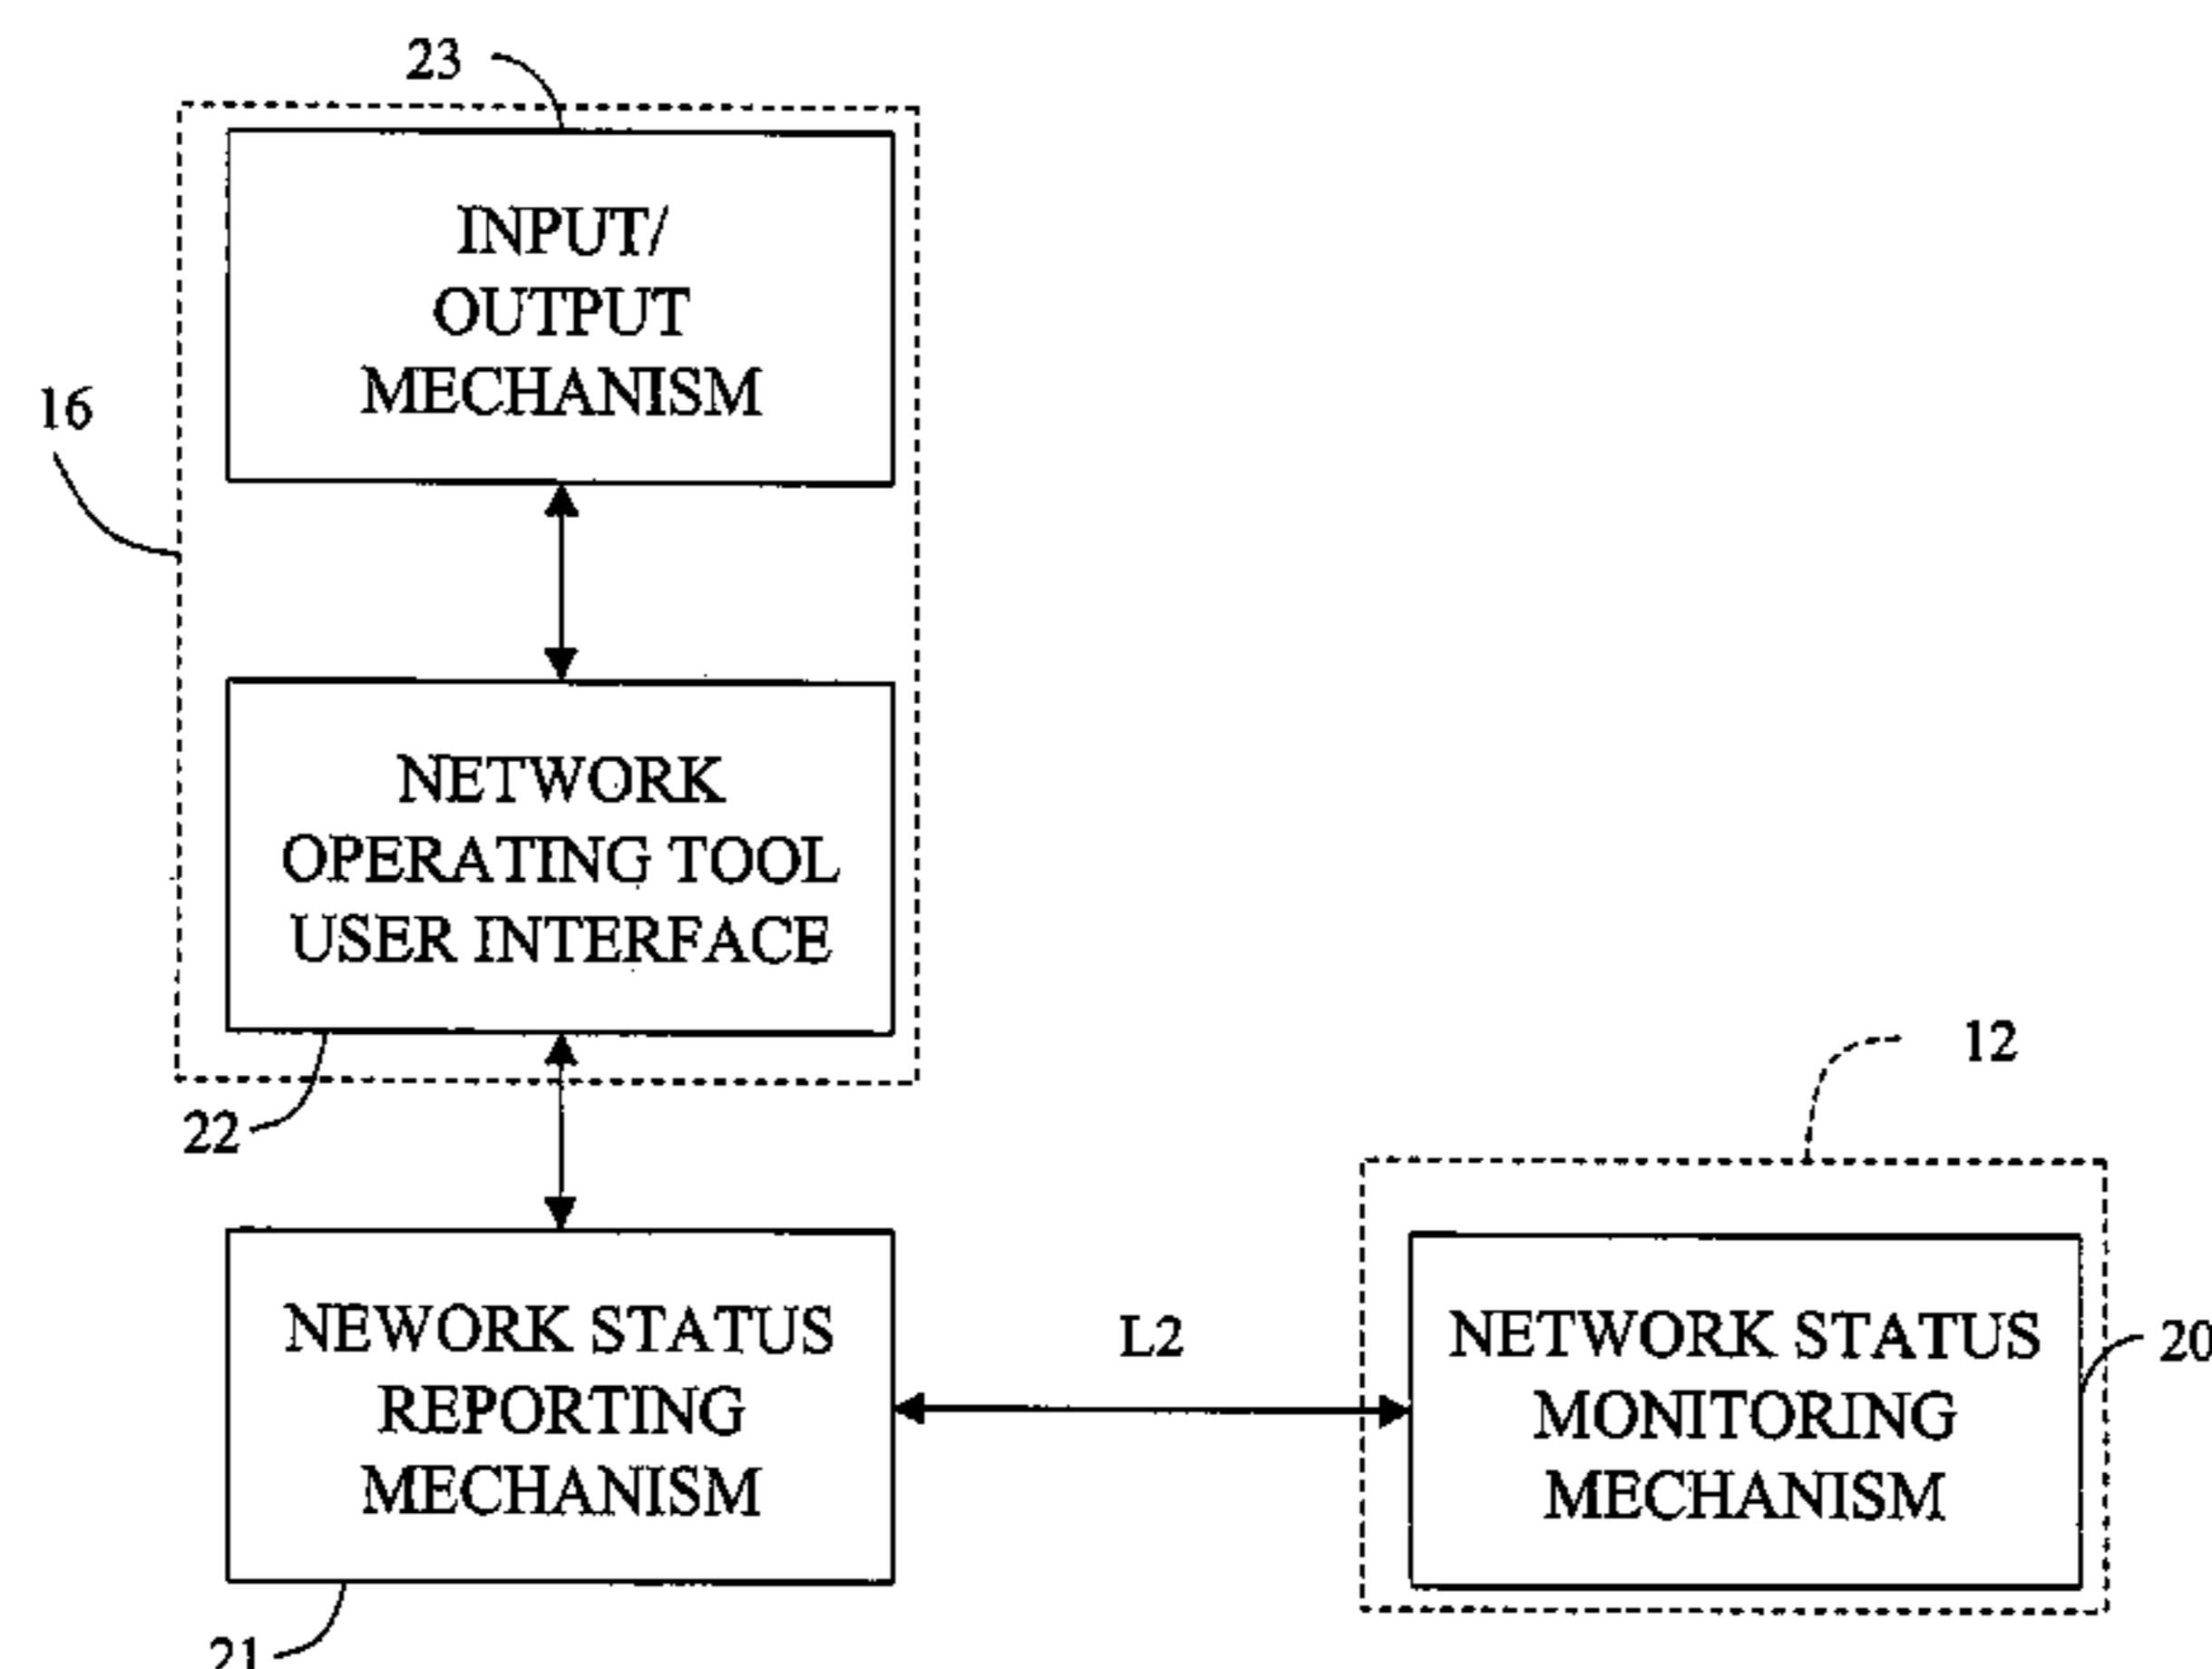 23
INPUT/
OUTPUT
MECHANISM
16
NETWORK
OPERATING TOOL
USER INTERFACE
22
12
NEWORK STATUS
REPORTING
MECHANISM
L2
NETWORK STATUS
MONITORING
MECHANISM
20
21